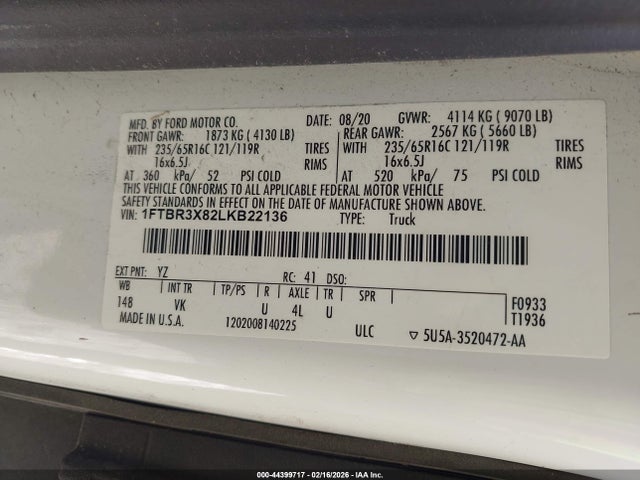 MFD. BY FORD MOTOR CO. 08/20 GVWR: 4114 KG ( 9070 LB)
FRONT GAWR: 1873 KG ( 4130 LB) REAR GAWR: 2567 KG ( 5660 LB)
WITH 235/65R16C 121/119R TIRES WITH 235/65R16C 121/119R TIRES
16x6.5J RIMS 16x6.5J RIMS
AT 360 kPa/ 52 PSI COLD AT 520 kPa/ 75 PSI COLD
THIS VEHICLE CONFORMS TO ALL APPLICABLE FEDERAL MOTOR VEHICLE
SAFETY STANDARDS IN EFFECT ON THE DATE OF MANUFACTURE SHOWN ABOVE.
VIN: 1FTBR3X82LKB22136 TYPE: Truck
EXT PNT: YZ RC: 41 DSO:
WB INT TR TP/PS R AXLE TR SPR F0933
148 VK U 4L U T1936
MADE IN U.S.A. 1202008140225 ULC ▽ 5U5A-3520472-AA
000-44399717 - 02/16/2026 - IAA Inc.